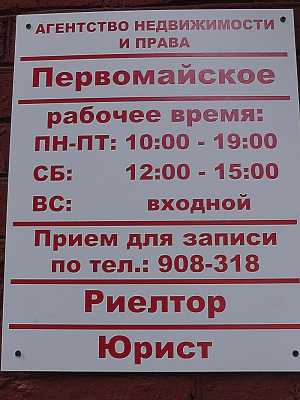 АГЕНТСТВО НЕДВИЖИМОСТИ
И ПРАВА
Первомайское
рабочее время:
ПН-ПТ: 10:00 - 19:00
СБ: 12:00 - 15:00
ВС: входной
Прием для записи
по тел.: 908-318
Риелтор
Юрист